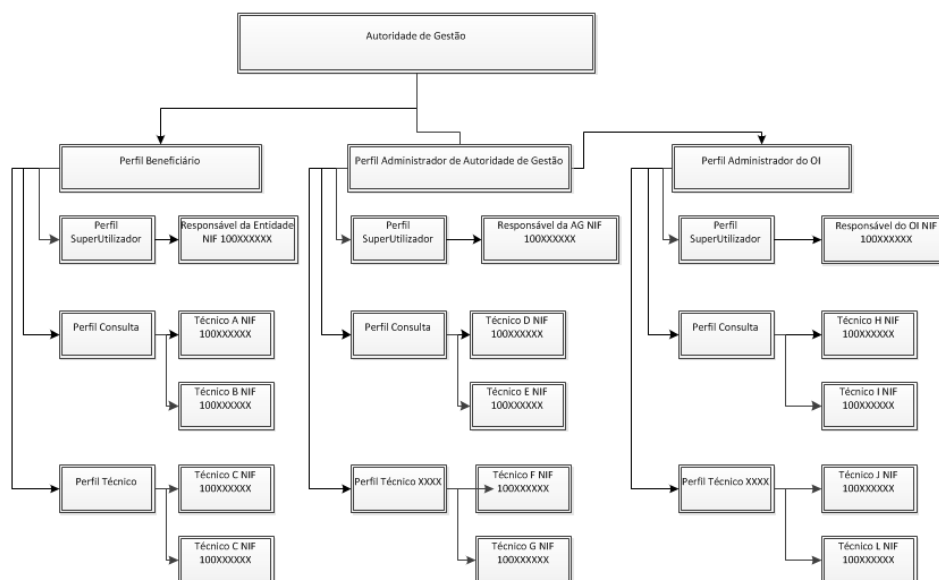 Autoridade de Gestão
Perfil Beneficiário
Perfil Administrador de Autoridade de Gestão
Perfil Administrador do OI
Perfil
SuperUtilizador
Responsável da Entidade
NIF 100XXXXXX
Perfil
SuperUtilizador
Responsável da AG NIF
100XXXXXX
Perfil
SuperUtilizador
Responsável do OI NIF
100XXXXXX
Perfil Consulta
Técnico A NIF
100XXXXXX
Técnico B NIF
100XXXXXX
Perfil Consulta
Técnico D NIF
100XXXXXX
Técnico E NIF
100XXXXXX
Perfil Consulta
Técnico H NIF
100XXXXXX
Técnico I NIF
100XXXXXX
Perfil Técnico
Técnico C NIF
100XXXXXX
Técnico C NIF
100XXXXXX
Perfil Técnico XXXX
Técnico F NIF
100XXXXXX
Técnico G NIF
100XXXXXX
Perfil Técnico XXXX
Técnico J NIF
100XXXXXX
Técnico L NIF
100XXXXXX